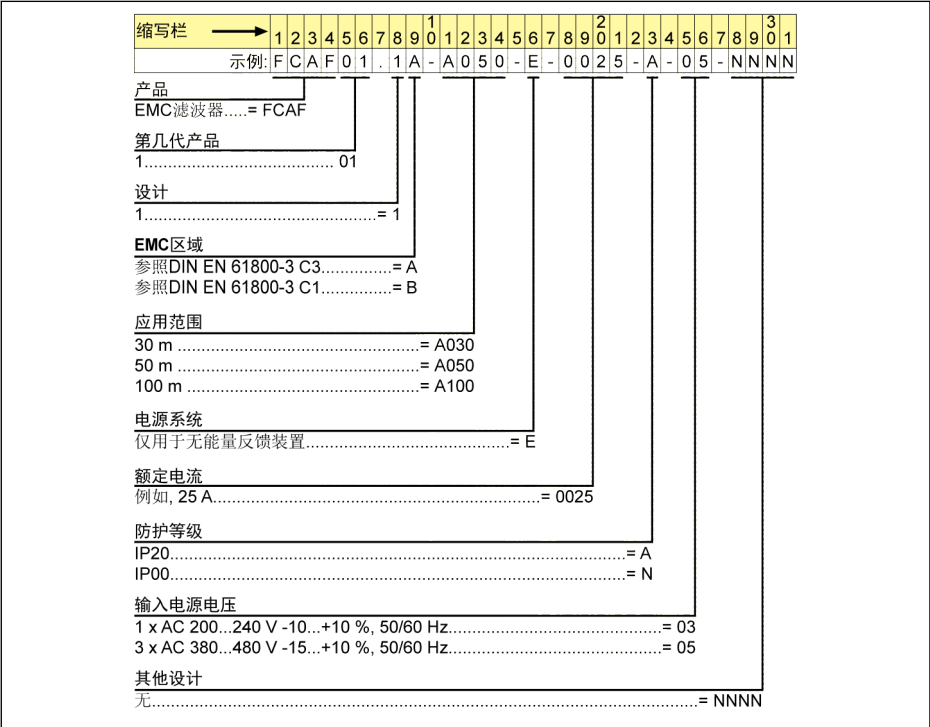 缩写栏 1 2 3 4 5 6 7 8 9 10 1 2 3 4 5 6 7 8 9 20 1 2 3 4 5 6 7 8 9 30 1
示例: F C A F 0 1 . 1 A - A 0 5 0 - E - 0 0 2 5 - A - 0 5 - N N N N
产品
EMC滤波器.....= FCAF
第几代产品
1..................................... 01
设计
1.............................................= 1
EMC区域
参照DIN EN 61800-3 C3...............= A
参照DIN EN 61800-3 C1...............= B
应用范围
30 m ...................................................= A030
50 m ...................................................= A050
100 m .................................................= A100
电源系统
仅用于无能量反馈装置...........................................= E
额定电流
例如, 25 A.....................................................................= 0025
防护等级
IP20................................................................................................= A
IP00................................................................................................= N
输入电源电压
1 x AC 200...240 V -10...+10 %, 50/60 Hz.............................................= 03
3 x AC 380...480 V -15...+10 %, 50/60 Hz.............................................= 05
其他设计
无...................................................................................................................= NNNN